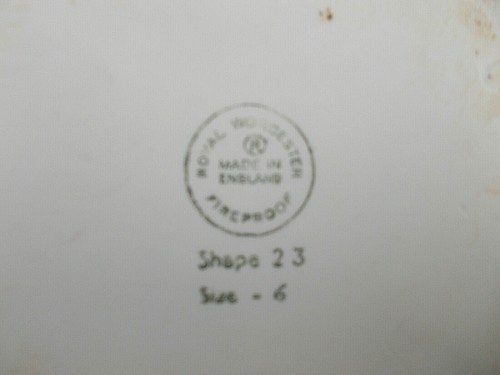 ROYAL WORCESTER
R
MADE IN
ENGLAND
FIREPROOF
Shape 23
Size - 6